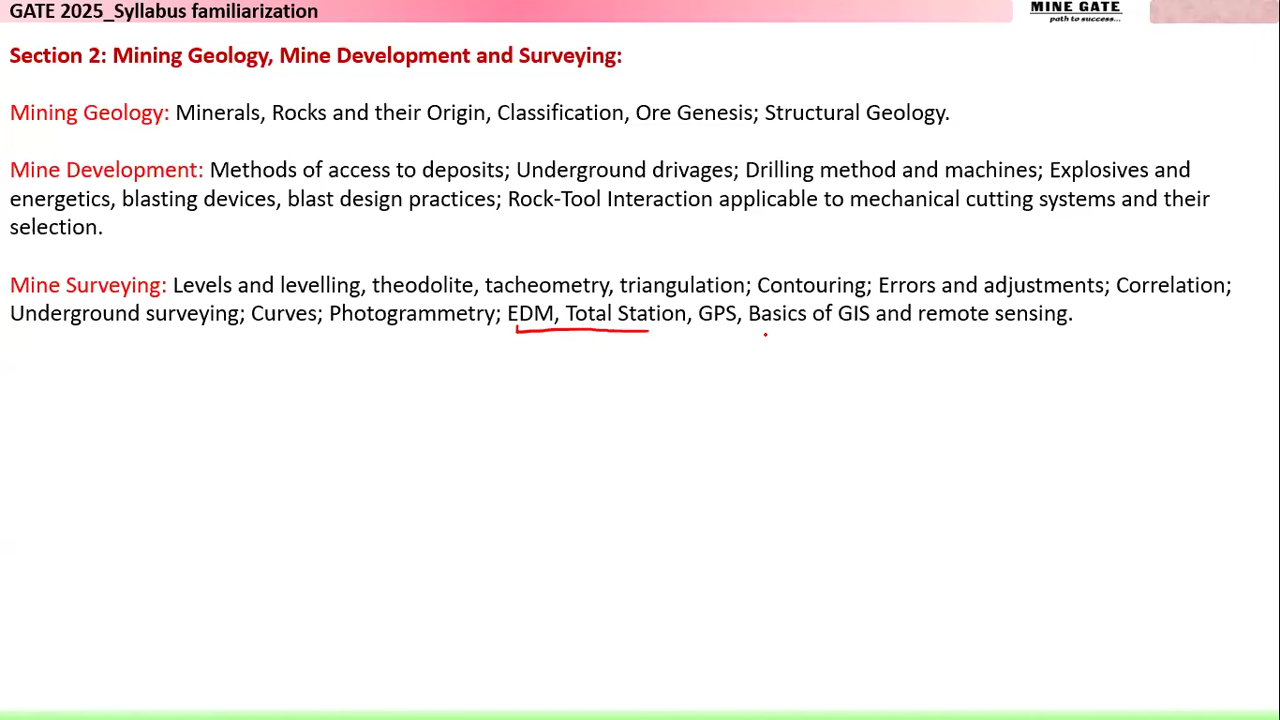 GATE 2025_Syllabus familiarization
MINE GATE
path to success...
Section 2: Mining Geology, Mine Development and Surveying:
Mining Geology: Minerals, Rocks and their Origin, Classification, Ore Genesis; Structural Geology.
Mine Development: Methods of access to deposits; Underground drivages; Drilling method and machines; Explosives and
energetics, blasting devices, blast design practices; Rock-Tool Interaction applicable to mechanical cutting systems and their
selection.
Mine Surveying: Levels and levelling, theodolite, tacheometry, triangulation; Contouring; Errors and adjustments; Correlation;
Underground surveying; Curves; Photogrammetry; EDM, Total Station, GPS, Basics of GIS and remote sensing.